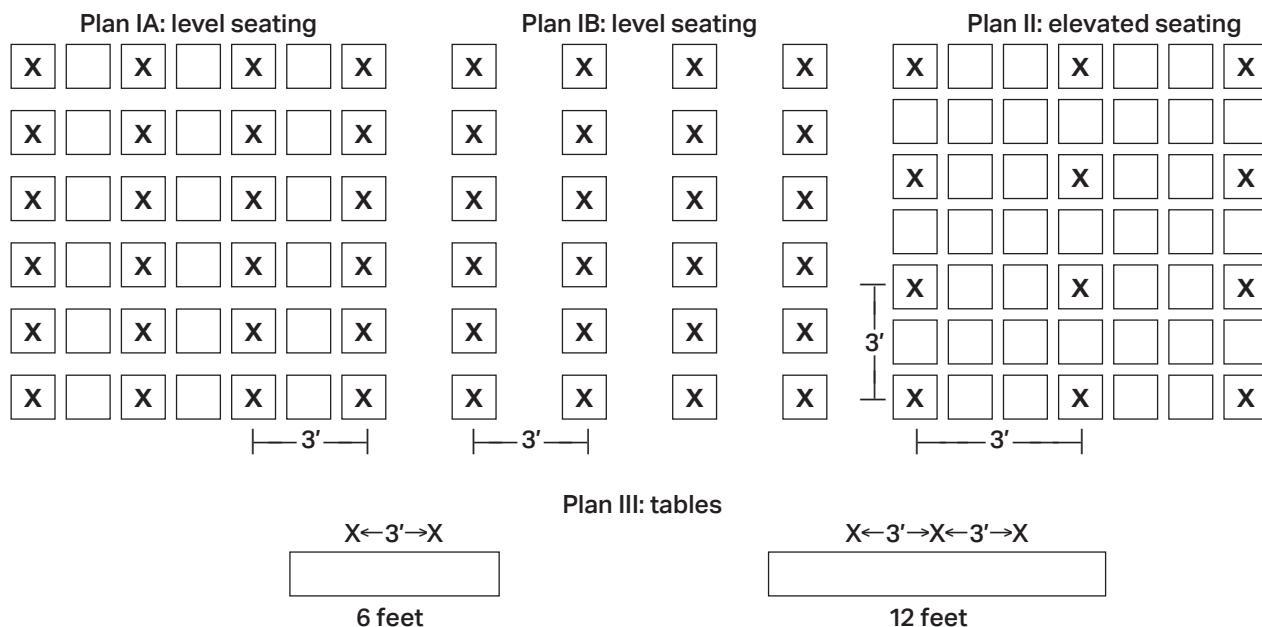 Plan IA: level seating Plan IB: level seating Plan II: elevated seating
X X X X X X X X X X X
X X X X X X X X
X X X X X X X X X X X
X X X X X X X X
X X X X X X X X X X X
3′
X X X X X X X X
X X X X X X X X X X X
3′ 3′ 3′
Plan III: tables
X←3′→X X←3′→X←3′→X
6 feet 12 feet